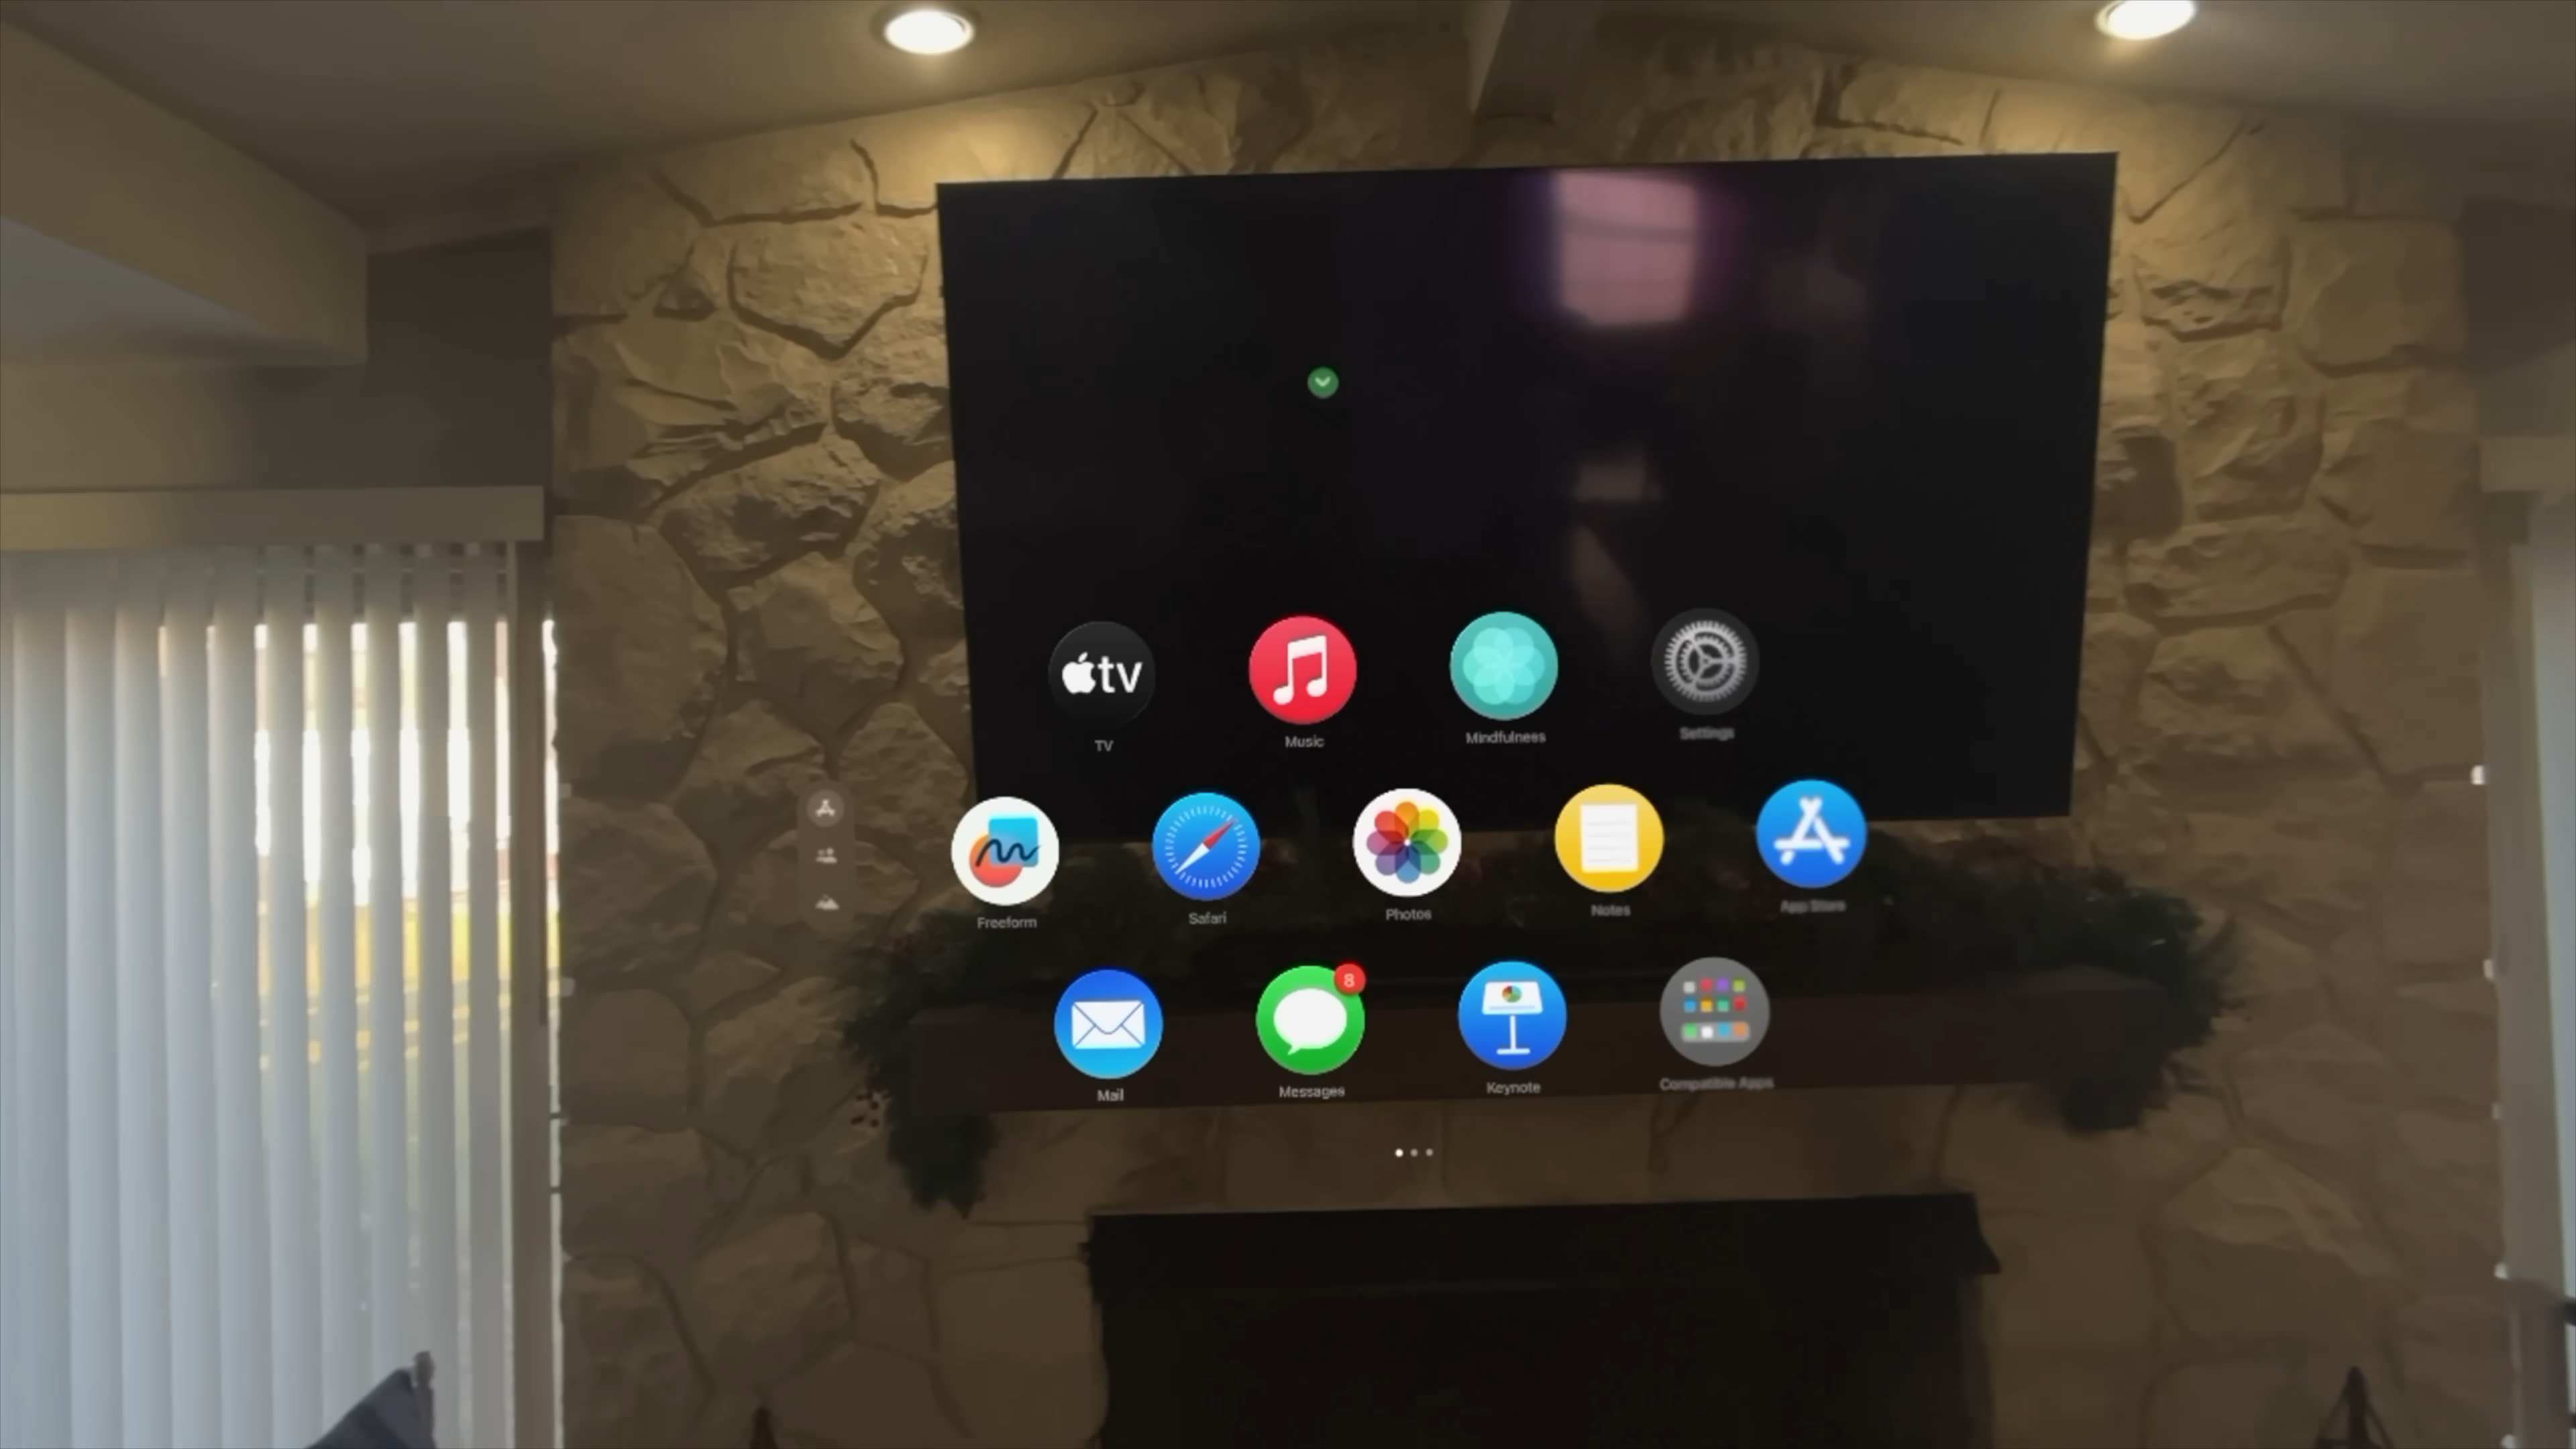 tv
TV
Music
Mindfulness
Settings
Freeform
Safari
Photos
Notes
App Store
8
Mail
Messages
Keynote
Compatible Apps